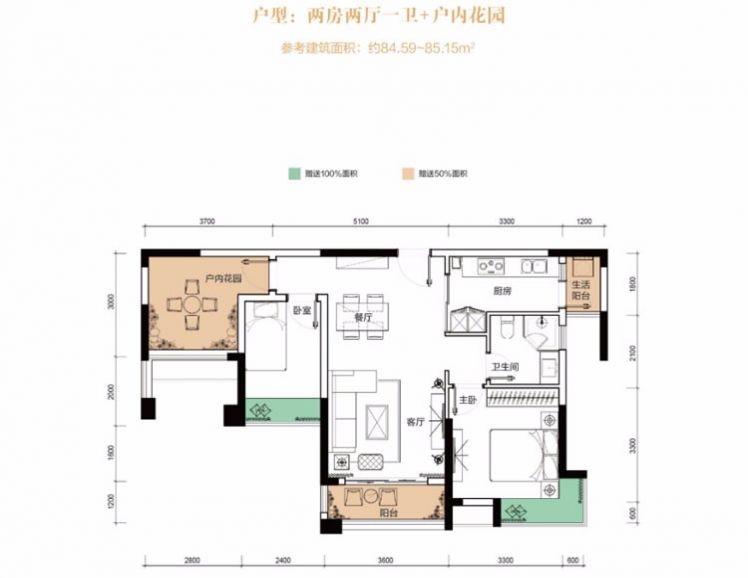 户型：两房两厅一卫+户内花园
参考建筑面积：约84.59~85.15m²
赠送100%面积
赠送50%面积
3700
5100
3300
1200
3000
2000
1600
1200
户内花园
卧室
餐厅
厨房
生活
阳台
卫生间
主卧
客厅
阳台
1800
2100
3300
600
2800
2400
3600
3300
600